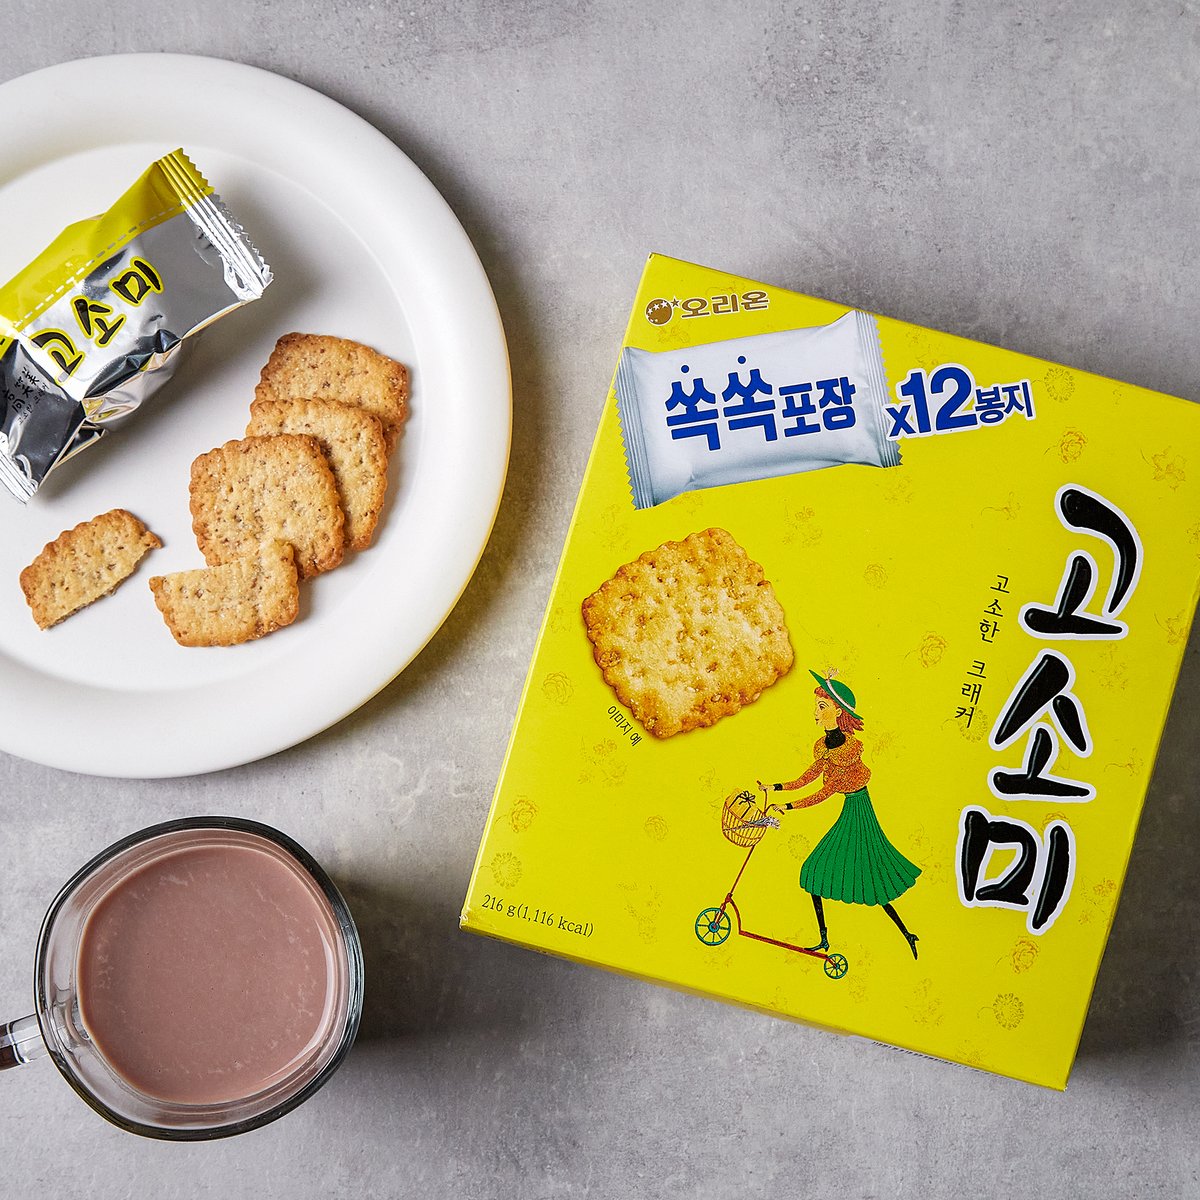 고소미
오리온
쏙쏙포장
x12봉지
고소미
고소한 크래커
이미지 예
216 g(1,116 kcal)